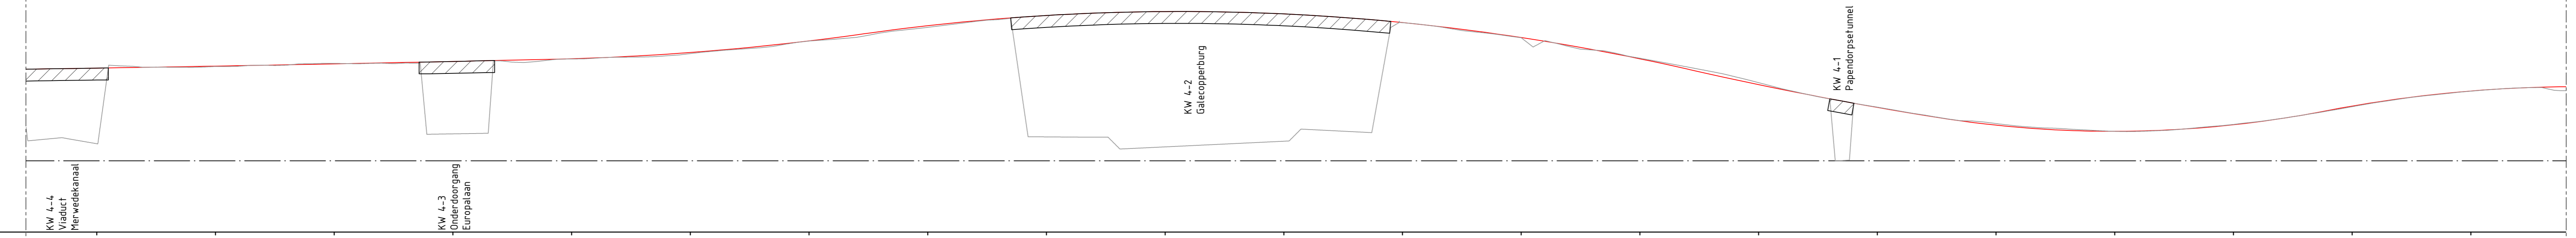 KW 4-4
Viaduct
Merwedekanaal
KW 4-3
Onderdoorgang
Europalaan
KW 4-2
Galecopperburg
KW 4-1
Papendorpsetunnel